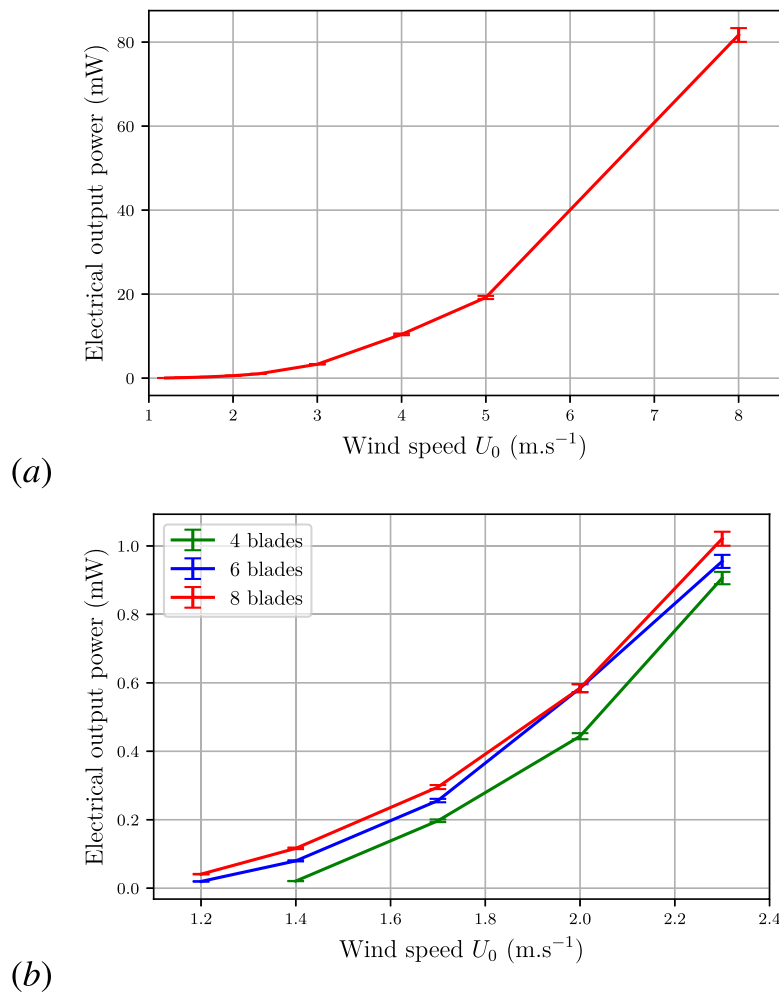 80
60
40
20
0
Electrical output power (mW)
1 2 3 4 5 6 7 8
Wind speed U₀ (m.s⁻¹)
(a)
4 blades
6 blades
8 blades
1.0
0.8
0.6
0.4
0.2
0.0
Electrical output power (mW)
1.2 1.4 1.6 1.8 2.0 2.2 2.4
Wind speed U₀ (m.s⁻¹)
(b)